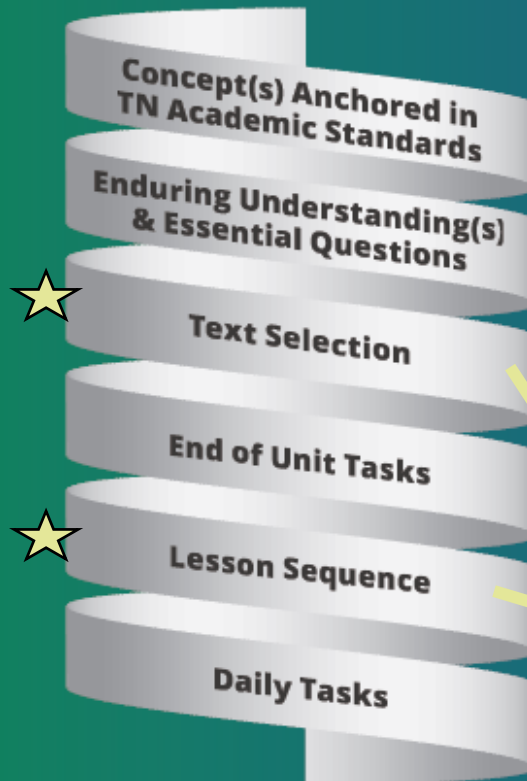 Concept(s) Anchored in
TN Academic Standards
Enduring Understanding(s)
& Essential Questions
Text Selection
End of Unit Tasks
Lesson Sequence
Daily Tasks